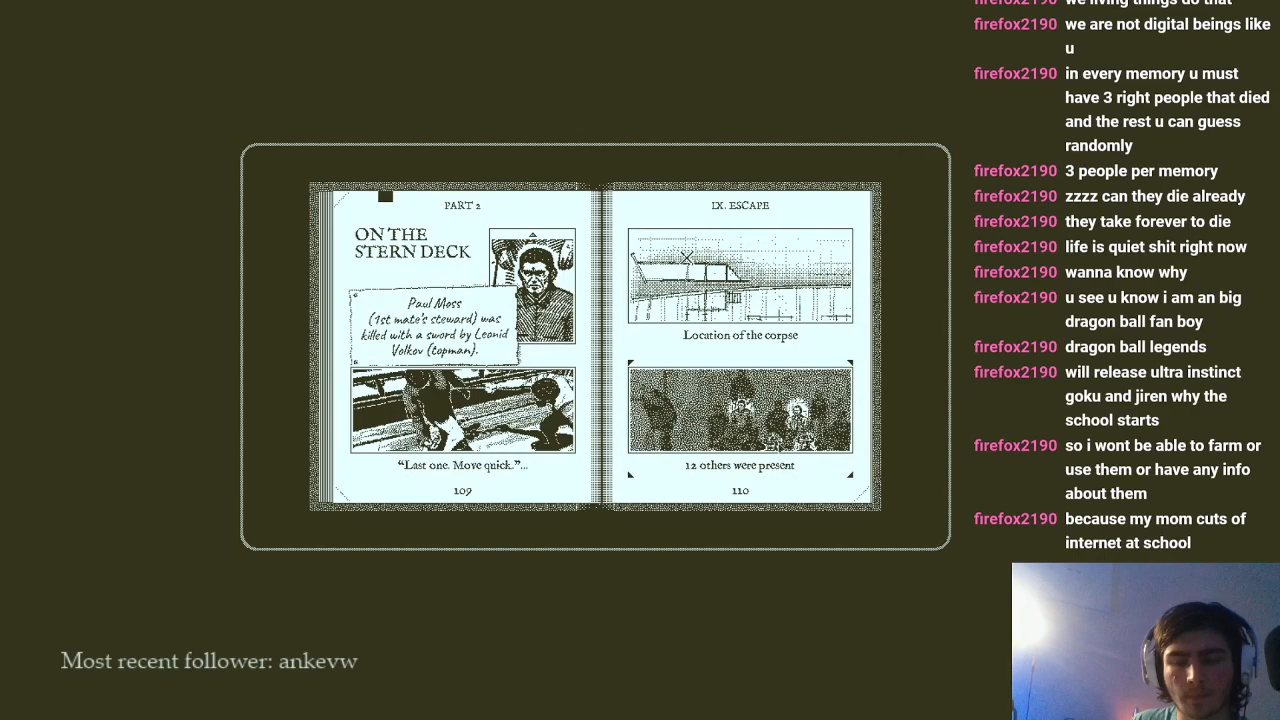 PART 2
ON THE
STERN DECK
Paul Moss
(1st mate's steward) was
killed with a sword by Leonid
Volkov (topman).
"Last one. Move quick."...
109
IX. ESCAPE
Location of the corpse
12 others were present
110
Most recent follower: ankevw
firefox2190 we living things do that
firefox2190 we are not digital beings like
u
firefox2190 in every memory u must
have 3 right people that died
and the rest u can guess
randomly
firefox2190 3 people per memory
firefox2190 zzzz can they die already
firefox2190 they take forever to die
firefox2190 life is quiet shit right now
firefox2190 wanna know why
firefox2190 u see u know i am an big
dragon ball fan boy
firefox2190 dragon ball legends
firefox2190 will release ultra instinct
goku and jiren why the
school starts
firefox2190 so i wont be able to farm or
use them or have any info
about them
firefox2190 because my mom cuts of
internet at school